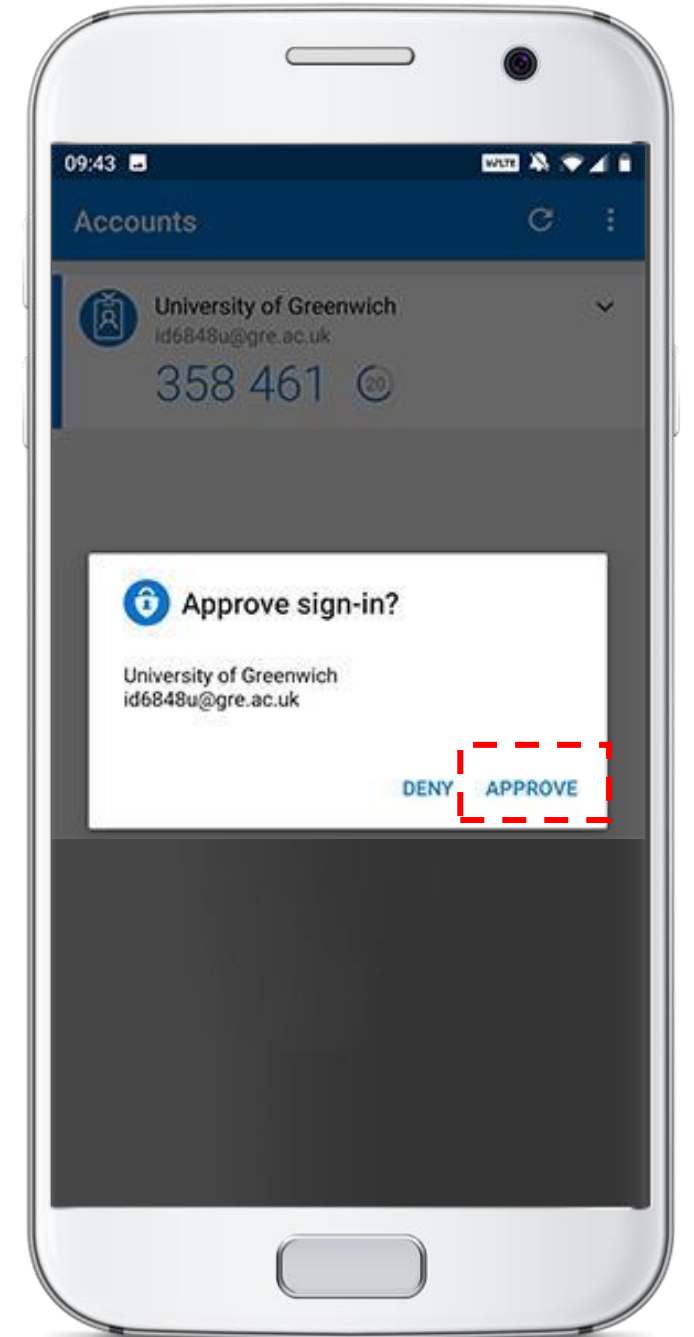 09:43 VoLTE
Accounts
University of Greenwich
id6848u@gre.ac.uk
358 461 20
Approve sign-in?
University of Greenwich
id6848u@gre.ac.uk
DENY APPROVE